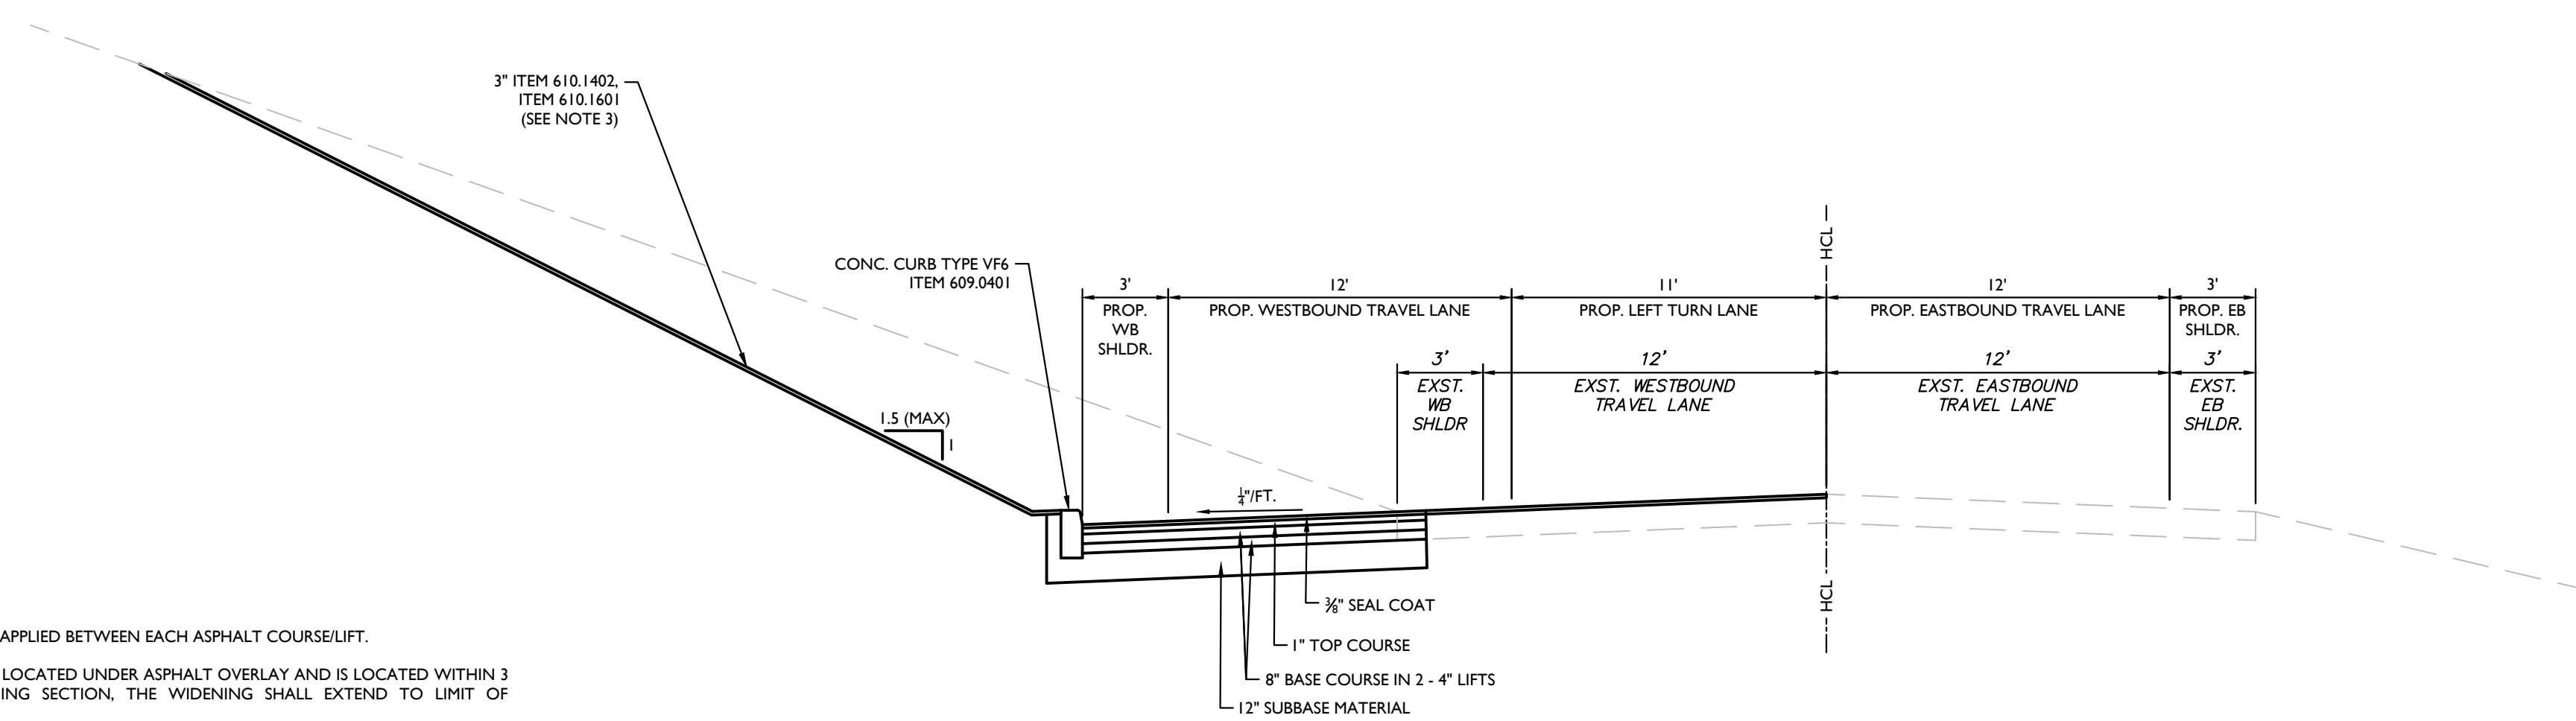 3" ITEM 610.1402,
ITEM 610.1601
(SEE NOTE 3)
CONC. CURB TYPE VF6
ITEM 609.0401
HCL
3'
12'
11'
12'
3'
PROP.
WB
SHLDR.
PROP. WESTBOUND TRAVEL LANE
PROP. LEFT TURN LANE
PROP. EASTBOUND TRAVEL LANE
PROP. EB
SHLDR.
3'
12'
12'
3'
EXST.
WB
SHLDR
EXST. WESTBOUND
TRAVEL LANE
EXST. EASTBOUND
TRAVEL LANE
EXST.
EB
SHLDR.
1.5 (MAX)
1
¼"/FT.
HCL
⅜" SEAL COAT
1" TOP COURSE
8" BASE COURSE IN 2 - 4" LIFTS
12" SUBBASE MATERIAL
APPLIED BETWEEN EACH ASPHALT COURSE/LIFT.
LOCATED UNDER ASPHALT OVERLAY AND IS LOCATED WITHIN 3
ING SECTION, THE WIDENING SHALL EXTEND TO LIMIT OF